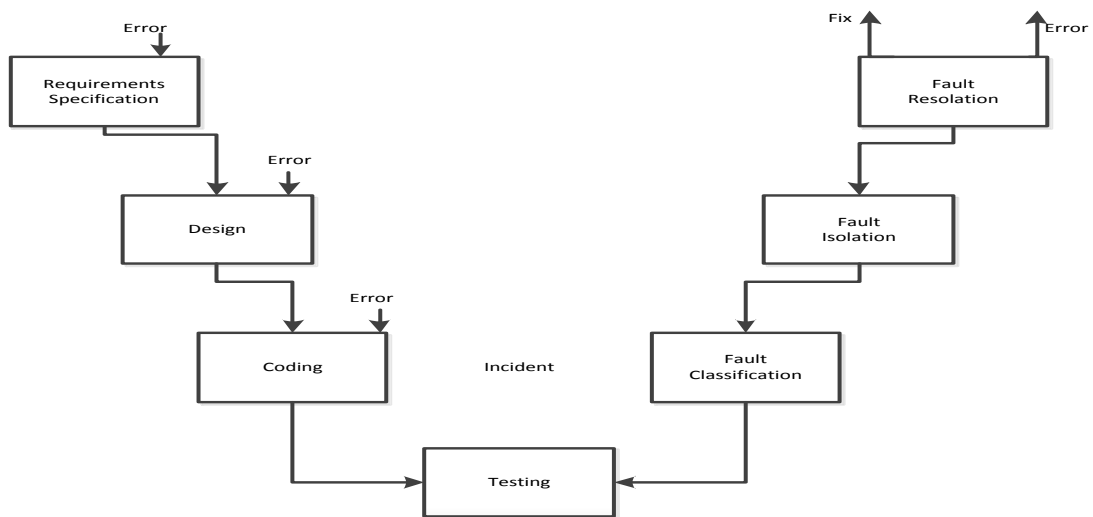 Error
Fix
Error
Requirements
Specification
Fault
Resolation
Error
Design
Fault
Isolation
Error
Coding
Incident
Fault
Classification
Testing